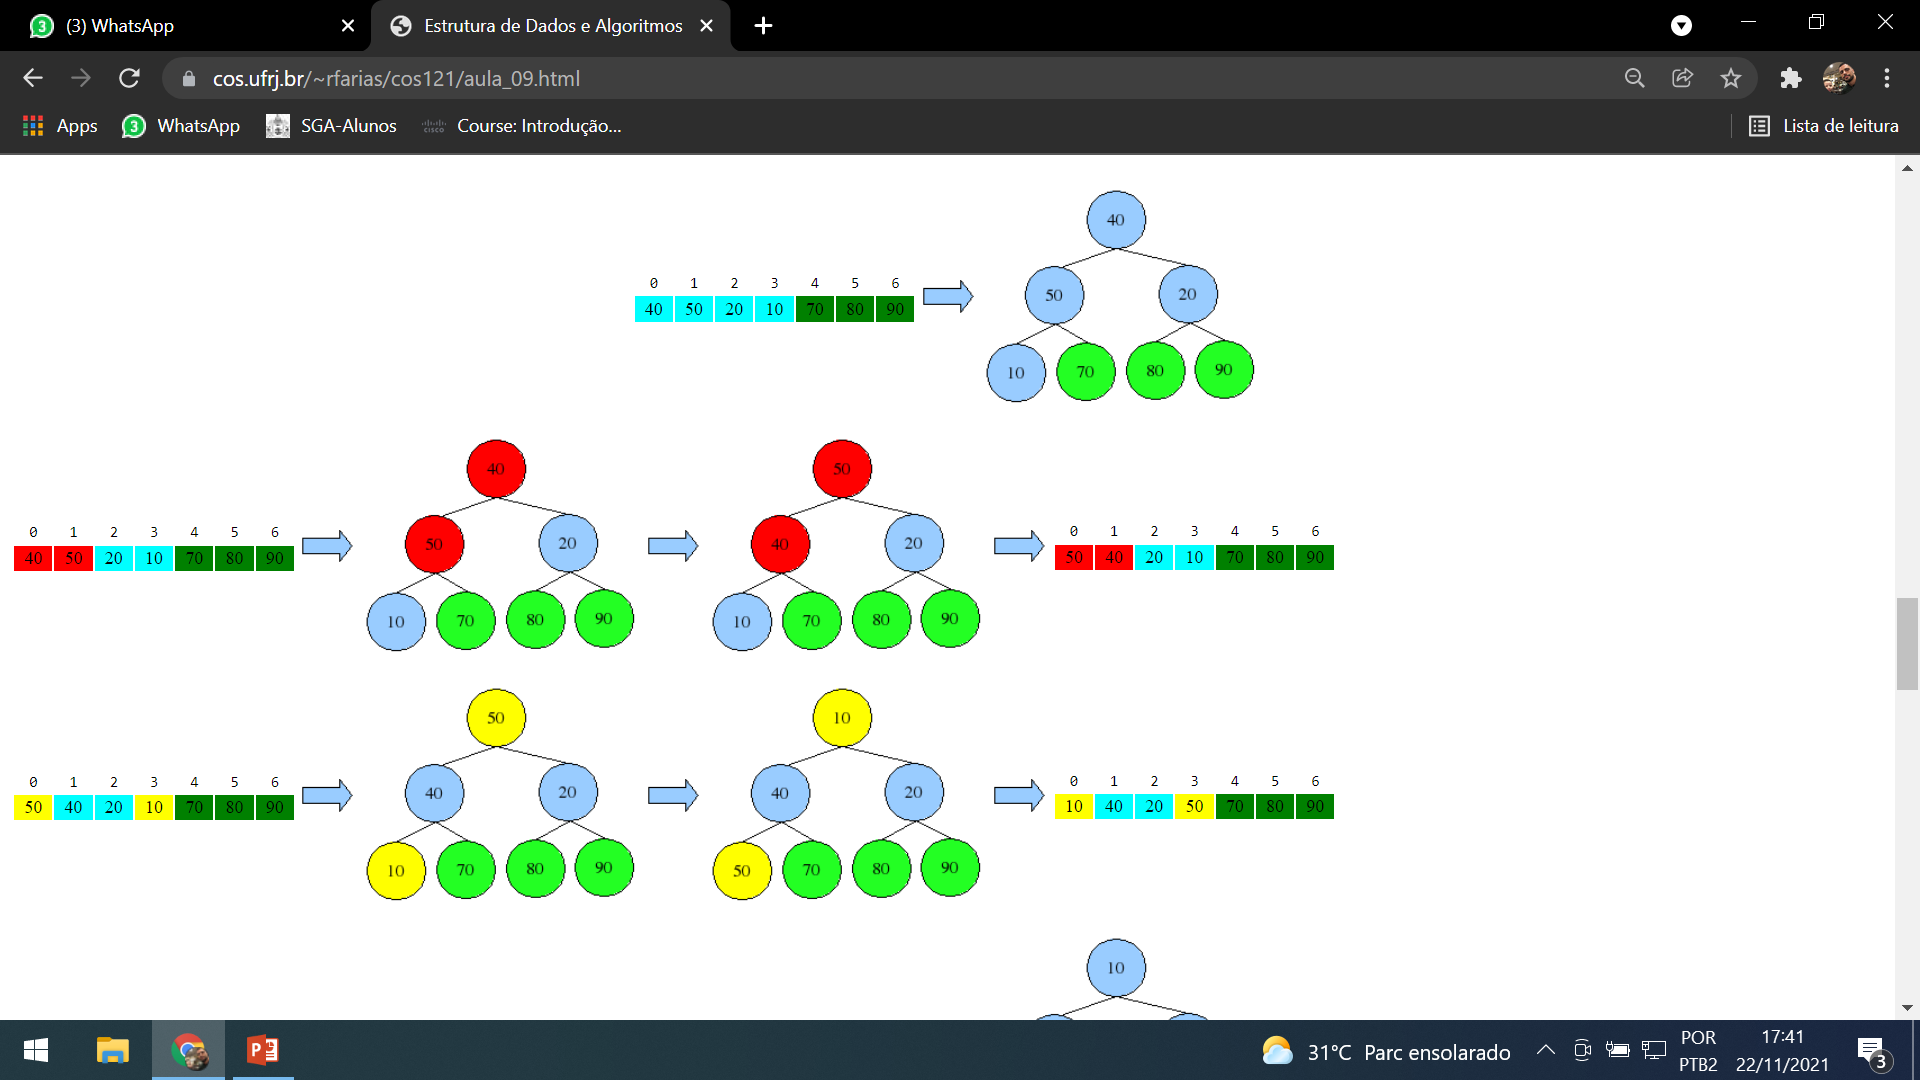 (3) WhatsApp
Estrutura de Dados e Algoritmos
cos.ufrj.br/~rfarias/cos121/aula_09.html
Apps
3 WhatsApp
SGA-Alunos
CISCO Course: Introdução...
Lista de leitura
40
50 20
10 70 80 90
0 1 2 3 4 5 6
40 50 20 10 70 80 90
40
50 20
10 70 80 90
50
40 20
10 70 80 90
0 1 2 3 4 5 6
40 50 20 10 70 80 90
0 1 2 3 4 5 6
50 40 20 10 70 80 90
50
40 20
10 70 80 90
10
40 20
50 70 80 90
0 1 2 3 4 5 6
50 40 20 10 70 80 90
0 1 2 3 4 5 6
10 40 20 50 70 80 90
10
31°C Parc ensolarado
POR
PTB2
17:41
22/11/2021
3